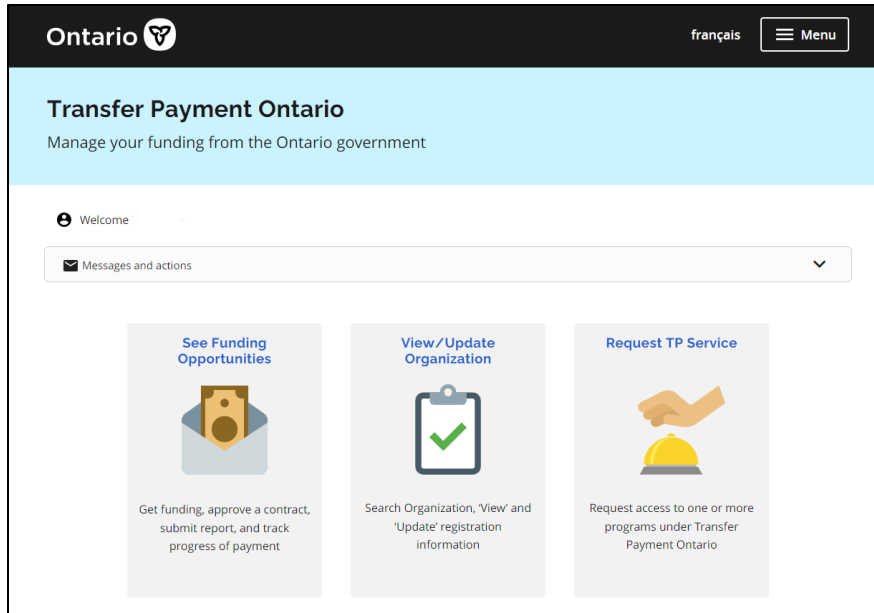 Ontario
français
Menu
Transfer Payment Ontario
Manage your funding from the Ontario government
Welcome
Messages and actions
See Funding
Opportunities
Get funding, approve a contract,
submit report, and track
progress of payment
View/Update
Organization
Search Organization, ‘View’ and
‘Update’ registration
information
Request TP Service
Request access to one or more
programs under Transfer
Payment Ontario